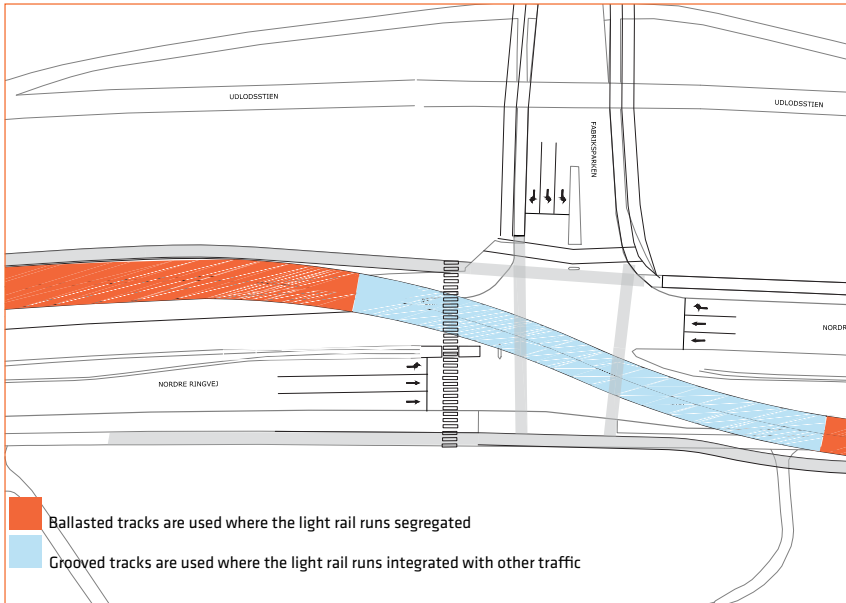 UDLODSSTIEN
UDLODSSTIEN
FABRIKSPARKEN
NORDR
NORDRE RINGVEJ
Ballasted tracks are used where the light rail runs segregated
Grooved tracks are used where the light rail runs integrated with other traffic